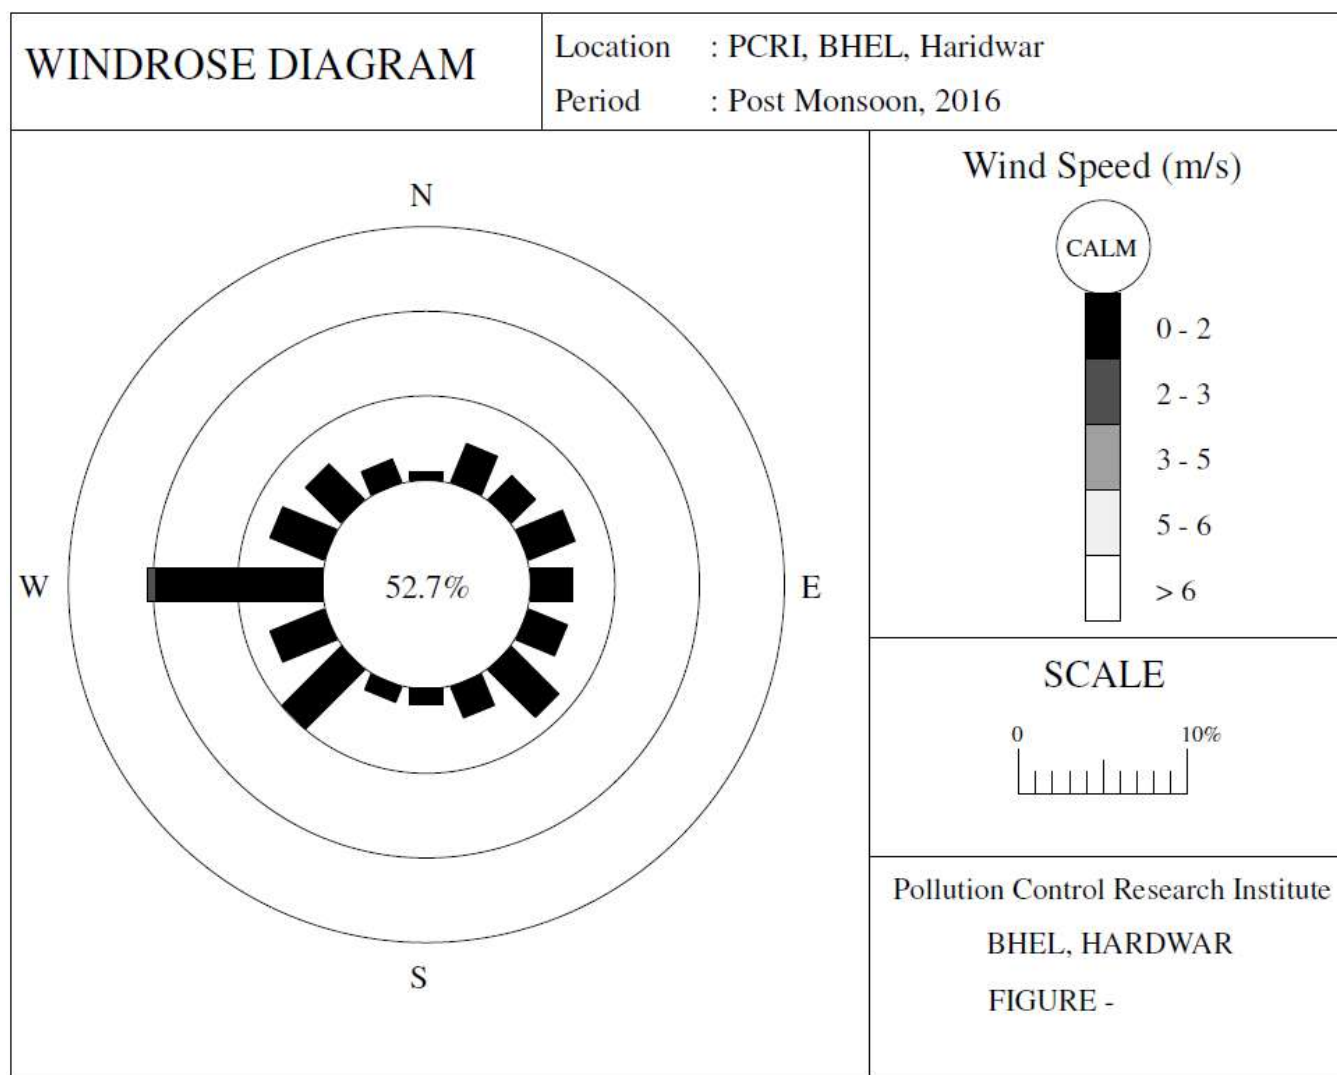 WINDROSE DIAGRAM
Location : PCRI, BHEL, Haridwar
Period : Post Monsoon, 2016
N
W
52.7%
E
S
Wind Speed (m/s)
CALM
0 - 2
2 - 3
3 - 5
5 - 6
> 6
SCALE
0 10%
Pollution Control Research Institute
BHEL, HARDWAR
FIGURE -